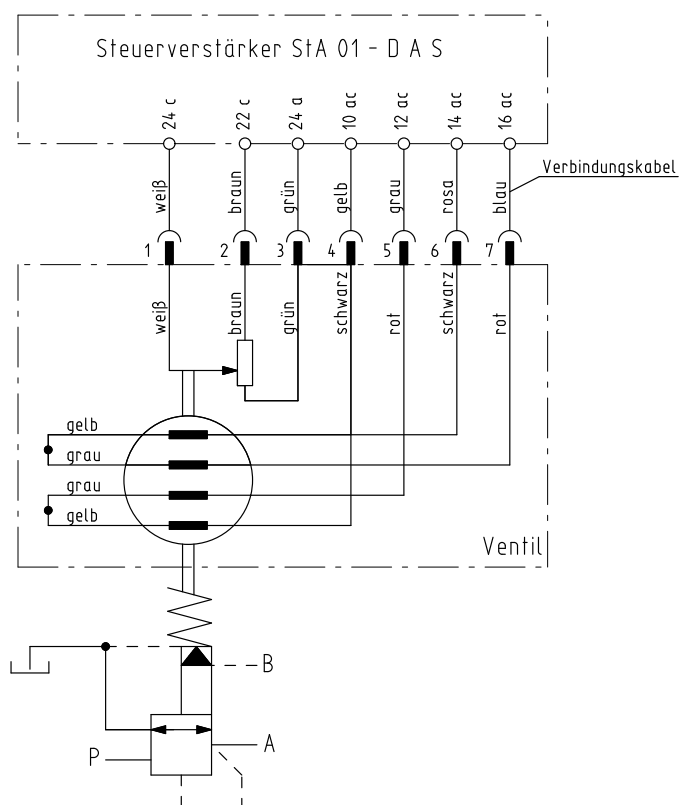 Steuerverstärker StA 01 - D A S
24 c
22 c
24 a
10 ac
12 ac
14 ac
16 ac
Verbindungskabel
weiß
braun
grün
gelb
grau
rosa
blau
1
2
3
4
5
6
7
weiß
braun
grün
schwarz
rot
schwarz
rot
gelb
grau
grau
gelb
Ventil
B
A
P